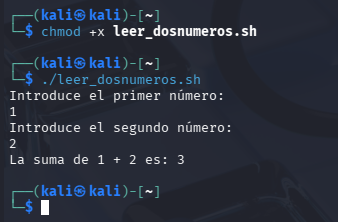 ┌──(kali㉿kali)-[~]
└─$ chmod +x leer_dosnumeros.sh
┌──(kali㉿kali)-[~]
└─$ ./leer_dosnumeros.sh
Introduce el primer número:
1
Introduce el segundo número:
2
La suma de 1 + 2 es: 3
┌──(kali㉿kali)-[~]
└─$